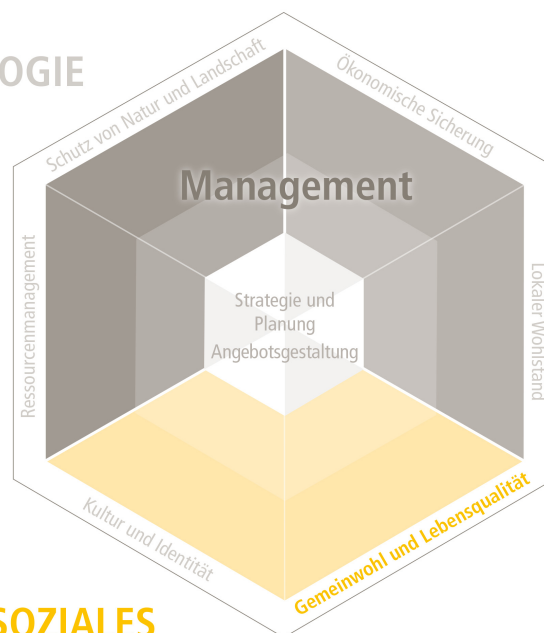 OGIE
Schutz von Natur und Landschaft
Ökonomische Sicherung
Management
Ressourcenmanagement
Lokaler Wohlstand
Strategie und
Planung
Angebotsgestaltung
Kultur und Identität
Gemeinwohl und Lebensqualität
SOZIALES